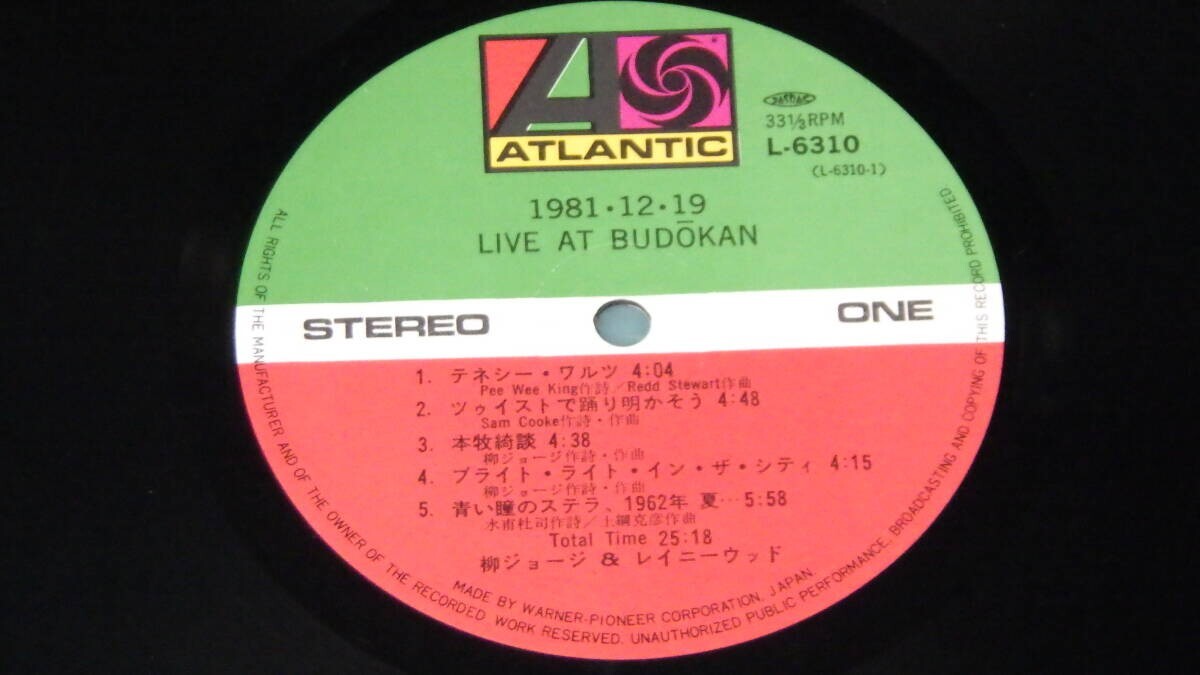 ATLANTIC
JASRAC
33⅓RPM
L-6310
(L-6310-1)
1981・12・19
LIVE AT BUDŌKAN
STEREO
ONE
1. テネシー・ワルツ 4:04
Pee Wee King作詩/Redd Stewart作曲
2. ツゥイストで踊り明かそう 4:48
Sam Cooke作詩・作曲
3. 本牧綺談 4:38
柳ジョージ作詩・作曲
4. ブライト・ライト・イン・ザ・シティ 4:15
柳ジョージ作詩・作曲
5. 青い瞳のステラ、1962年 夏… 5:58
水甫杜司作詩/土綱克彦作曲
Total Time 25:18
柳ジョージ & レイニーウッド
MADE BY WARNER-PIONEER CORPORATION, JAPAN.
ALL RIGHTS OF THE MANUFACTURER AND OF THE OWNER OF THE RECORDED WORK RESERVED. UNAUTHORIZED PUBLIC PERFORMANCE, BROADCASTING AND COPYING OF THIS RECORD PROHIBITED.